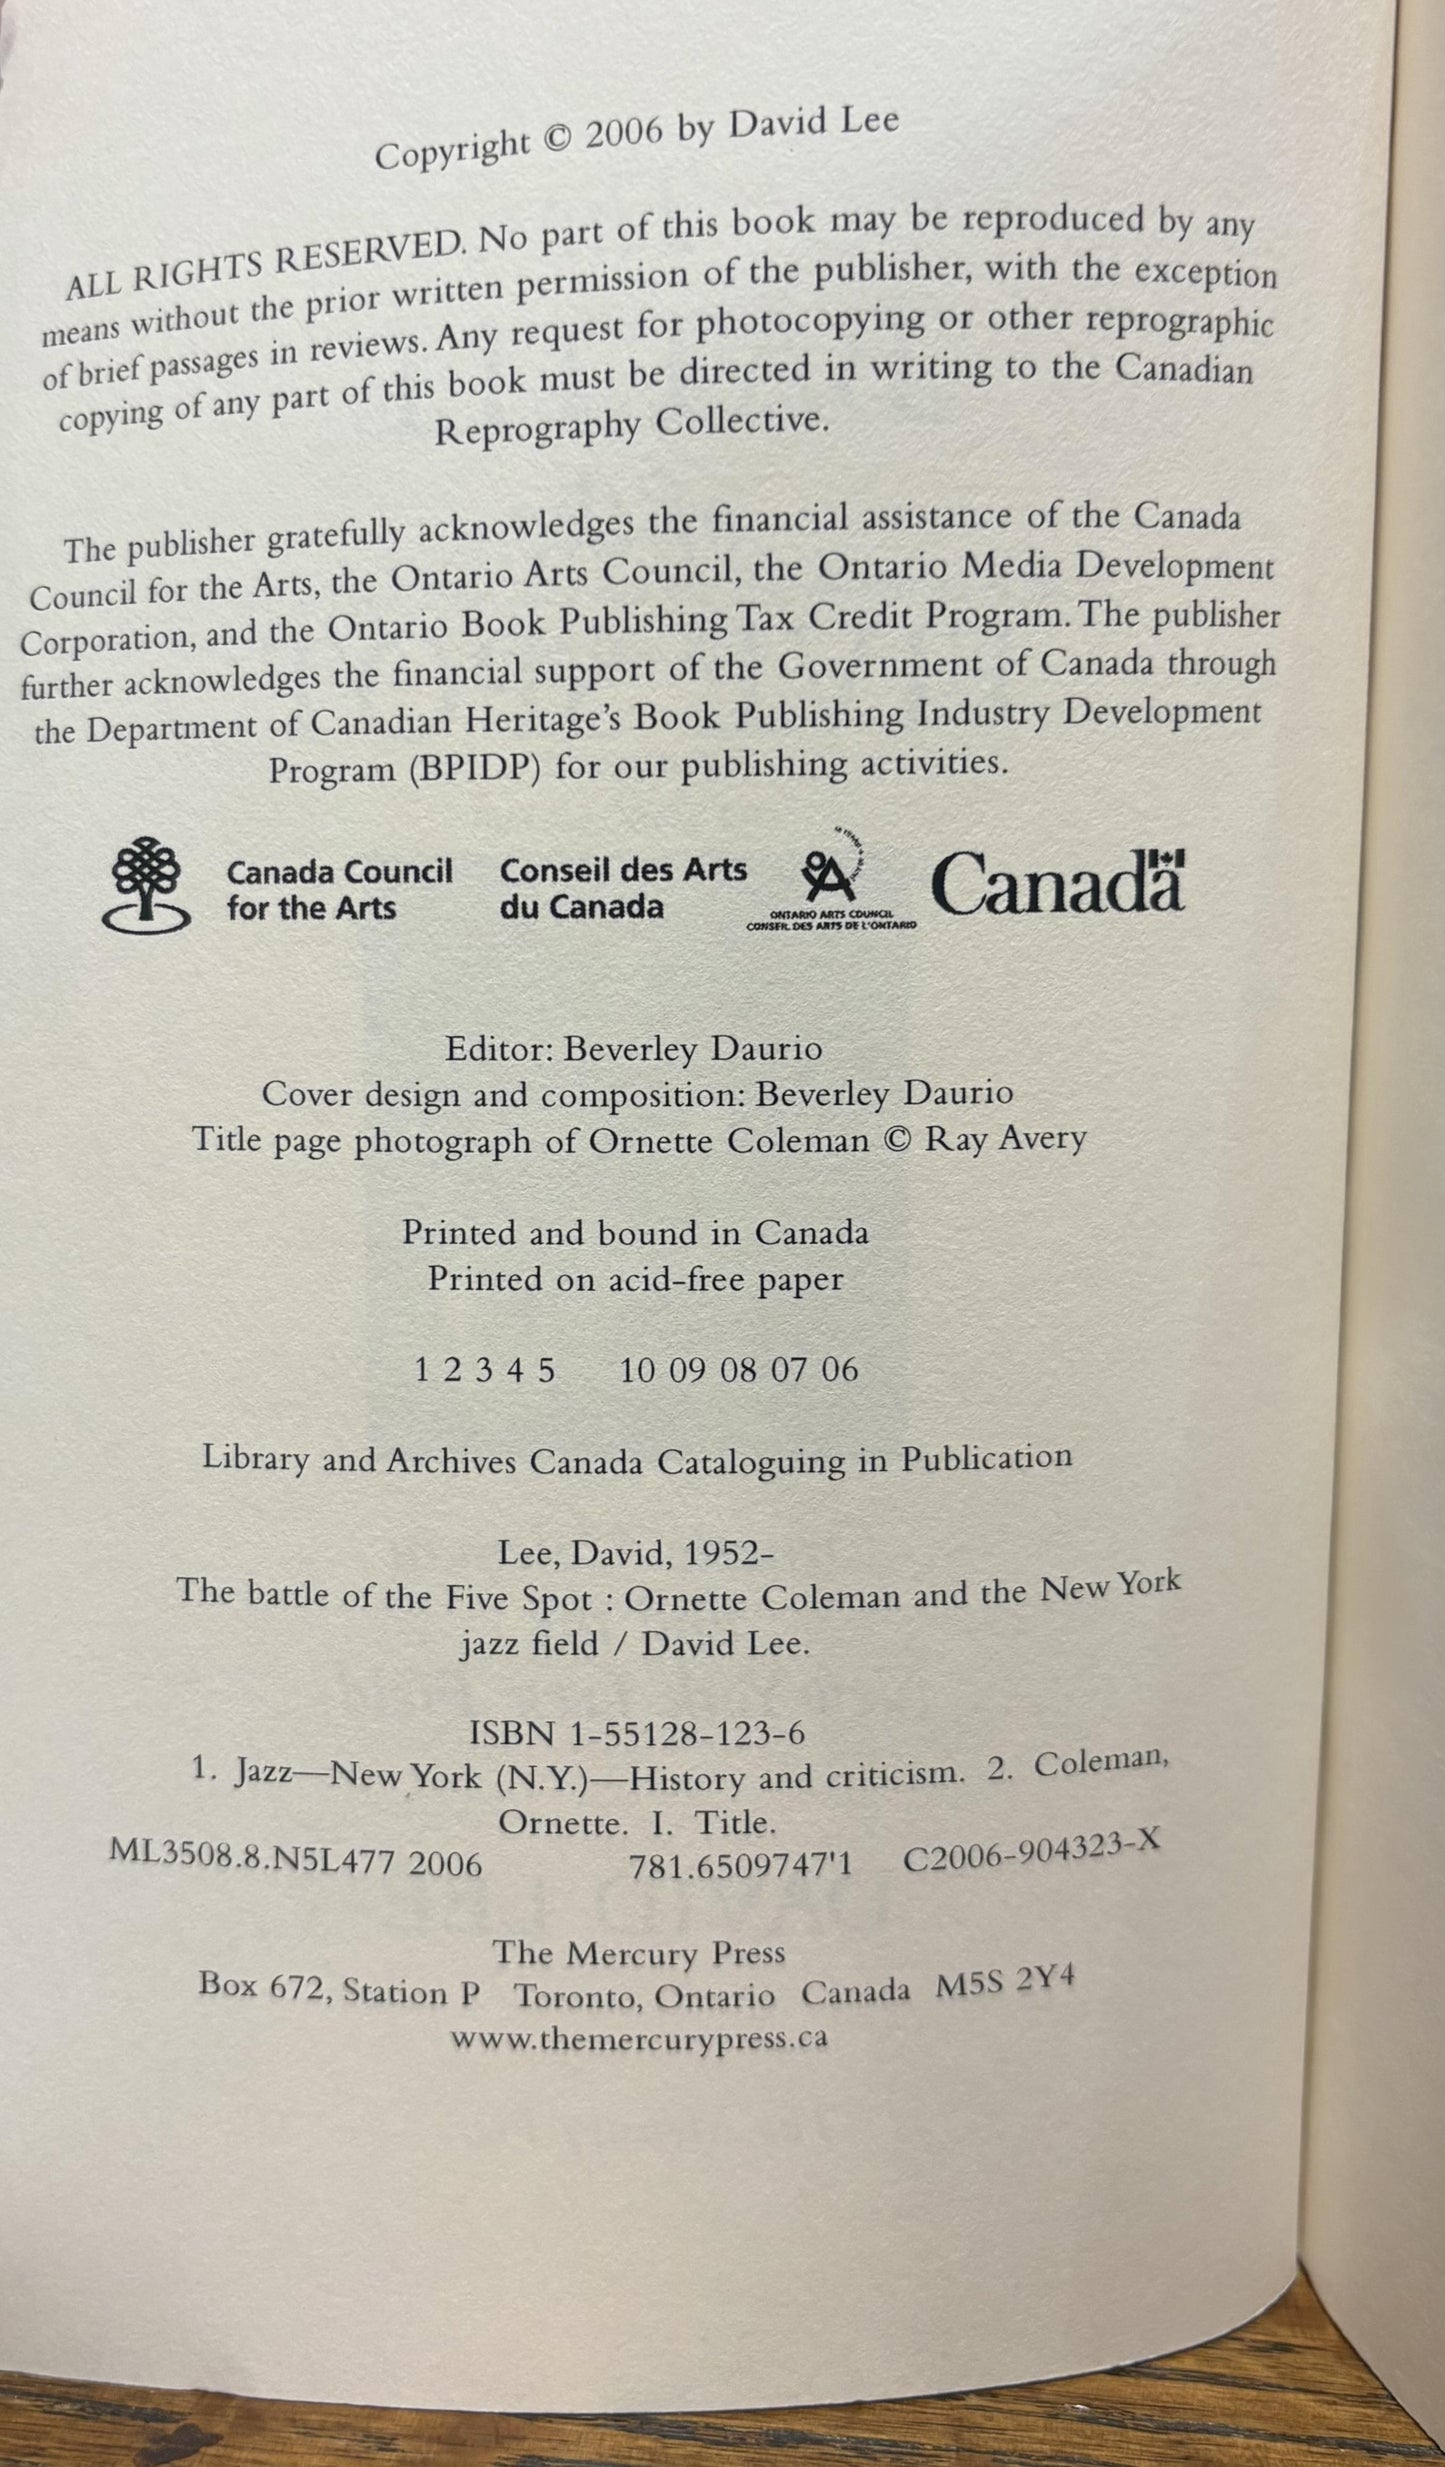 Copyright © 2006 by David Lee
ALL RIGHTS RESERVED. No part of this book may be reproduced by any
means without the prior written permission of the publisher, with the exception
of brief passages in reviews. Any request for photocopying or other reprographic
copying of any part of this book must be directed in writing to the Canadian
Reprography Collective.
The publisher gratefully acknowledges the financial assistance of the Canada
Council for the Arts, the Ontario Arts Council, the Ontario Media Development
Corporation, and the Ontario Book Publishing Tax Credit Program. The publisher
further acknowledges the financial support of the Government of Canada through
the Department of Canadian Heritage's Book Publishing Industry Development
Program (BPIDP) for our publishing activities.
Canada Council
for the Arts
Conseil des Arts
du Canada
ONTARIO ARTS COUNCIL
CONSEIL DES ARTS DE L'ONTARIO
Canada
Editor: Beverley Daurio
Cover design and composition: Beverley Daurio
Title page photograph of Ornette Coleman © Ray Avery
Printed and bound in Canada
Printed on acid-free paper
1 2 3 4 5 10 09 08 07 06
Library and Archives Canada Cataloguing in Publication
Lee, David, 1952-
The battle of the Five Spot : Ornette Coleman and the New York
jazz field / David Lee.
ISBN 1-55128-123-6
1. Jazz—New York (N.Y.)—History and criticism. 2. Coleman,
Ornette. I. Title.
ML3508.8.N5L477 2006 781.6509747'1 C2006-904323-X
The Mercury Press
Box 672, Station P Toronto, Ontario Canada M5S 2Y4
www.themercurypress.ca